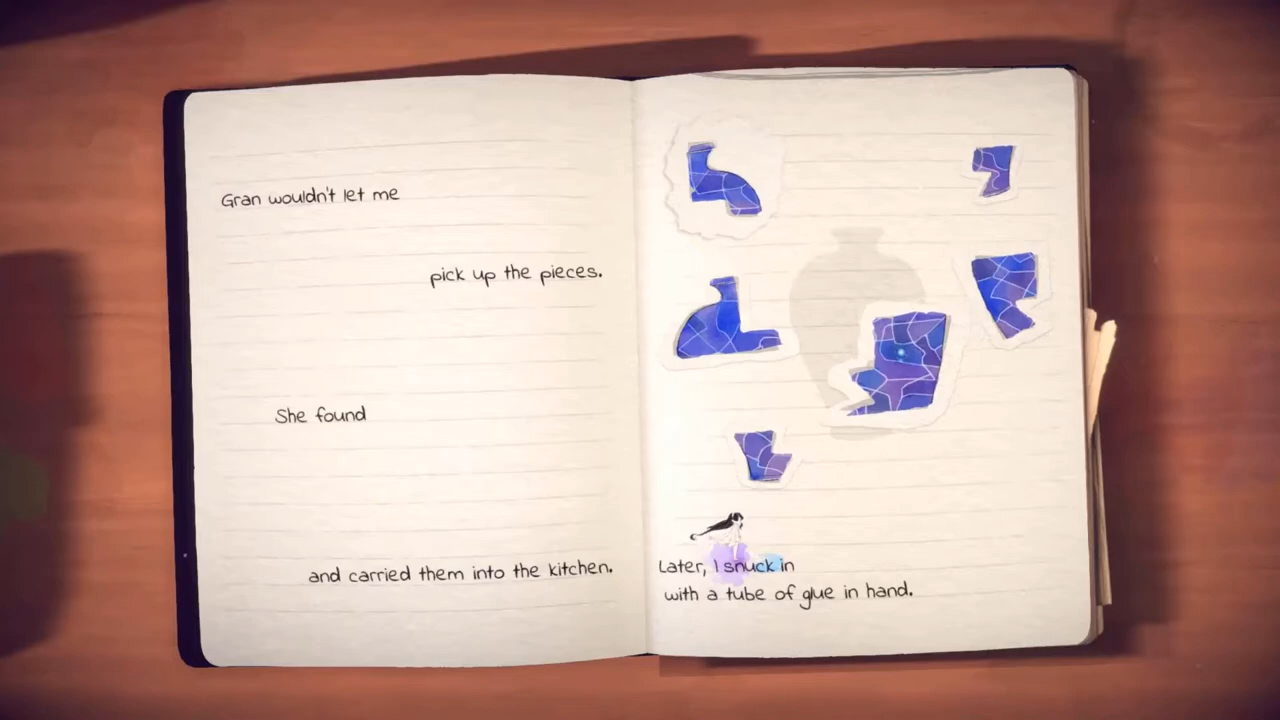 Gran wouldn't let me
pick up the pieces.
She found
and carried them into the kitchen.
Later, I snuck in
with a tube of glue in hand.